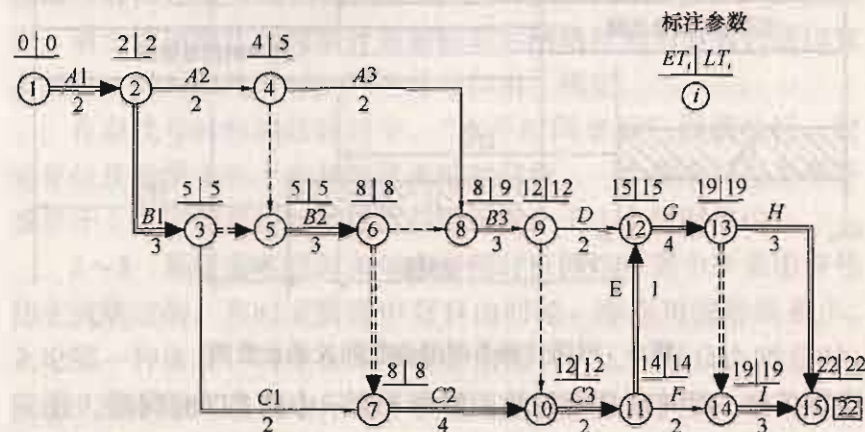 标注参数
ET_i | LT_i
i
0 | 0
2 | 2
4 | 5
1
A1
2
2
A2
2
4
A3
2
5 | 5
5 | 5
8 | 8
8 | 9
12 | 12
15 | 15
19 | 19
B1
3
3
5
B2
3
6
8
B3
3
9
D
2
12
G
4
13
H
3
E
1
8 | 8
12 | 12
14 | 14
19 | 19
22 | 22
C1
2
7
C2
4
10
C3
2
11
F
2
14
I
3
15
22